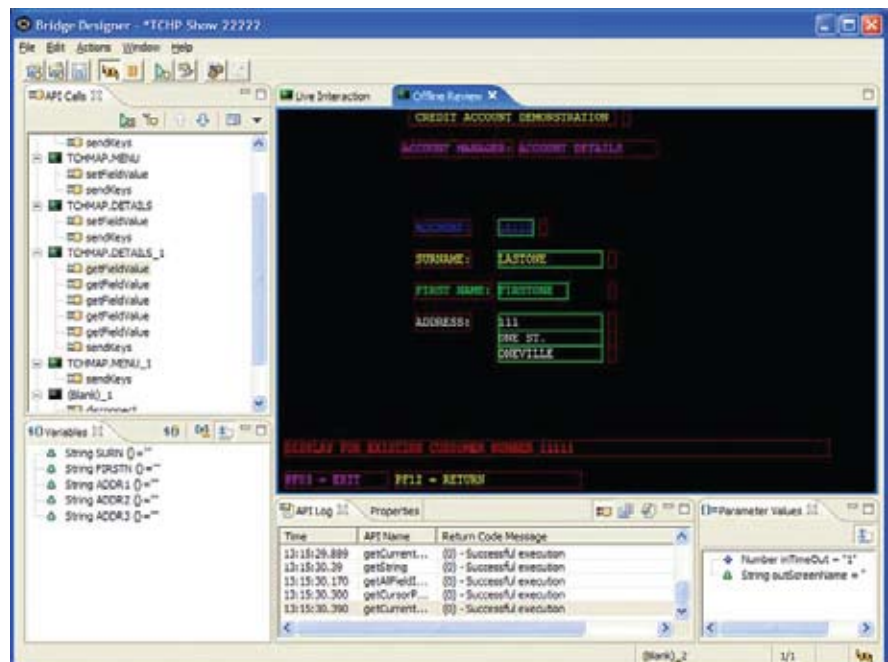 Bridge Designer - *TCHP Show 22222
File Edit Actions Window Help
API Calls
sendKeys
TCHMAP.MENU
setFieldValue
sendKeys
TCHMAP.DETAILS
setFieldValue
sendKeys
TCHMAP.DETAILS_1
getFieldValue
getFieldValue
getFieldValue
getFieldValue
getFieldValue
sendKeys
TCHMAP.MENU_1
sendKeys
(Blank)_1
disconnect
Variables
String SURN () = ""
String FIRSTN () = ""
String ADDR1 () = ""
String ADDR2 () = ""
String ADDR3 () = ""
Live Interaction Offline Review
CREDIT ACCOUNT DEMONSTRATION
ACCOUNT MANAGER: ACCOUNT DETAILS
ACCOUNT: 11111
SURNAME: LASTONE
FIRST NAME: FIRSTONE
ADDRESS: 111
ONE ST.
ONEVILLE
DISPLAY FOR EXISTING CUSTOMER NUMBER 11111
PF03 = EXIT PF12 = RETURN
API Log Properties
Time API Name Return Code Message
13:15:29.889 getCurrent... (0) - Successful execution
13:15:30.39 getString (0) - Successful execution
13:15:30.170 getAllFieldI... (0) - Successful execution
13:15:30.300 getCursorP... (0) - Successful execution
13:15:30.390 getCurrent... (0) - Successful execution
Parameter Values
Number inTimeOut = "1"
String outScreenName = "
(Blank)_2 1/1